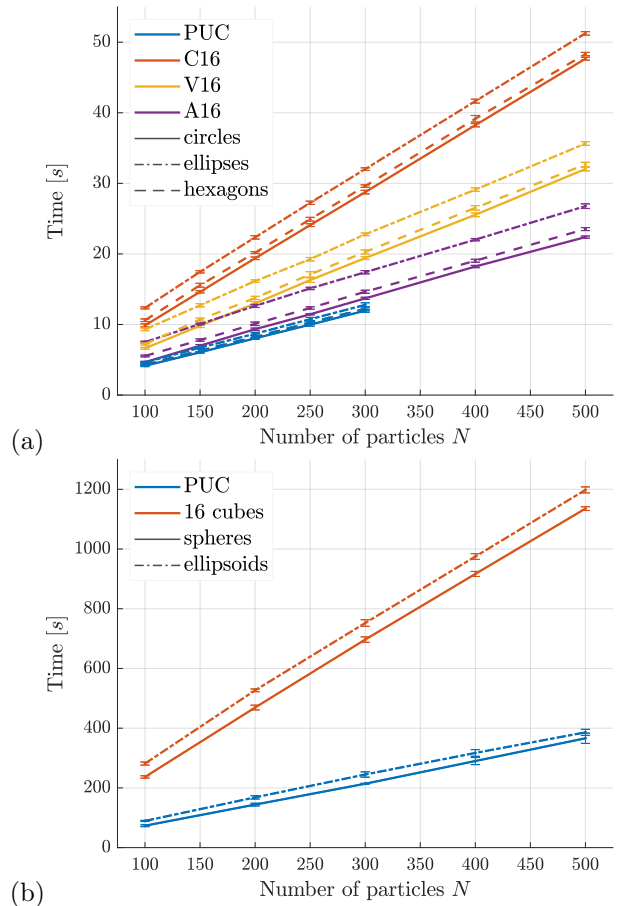 50
40
30
20
10
0
Time [s]
PUC
C16
V16
A16
circles
ellipses
hexagons
100 150 200 250 300 350 400 450 500
Number of particles N
(a)
1200
1000
800
600
400
200
0
Time [s]
PUC
16 cubes
spheres
ellipsoids
100 150 200 250 300 350 400 450 500
Number of particles N
(b)